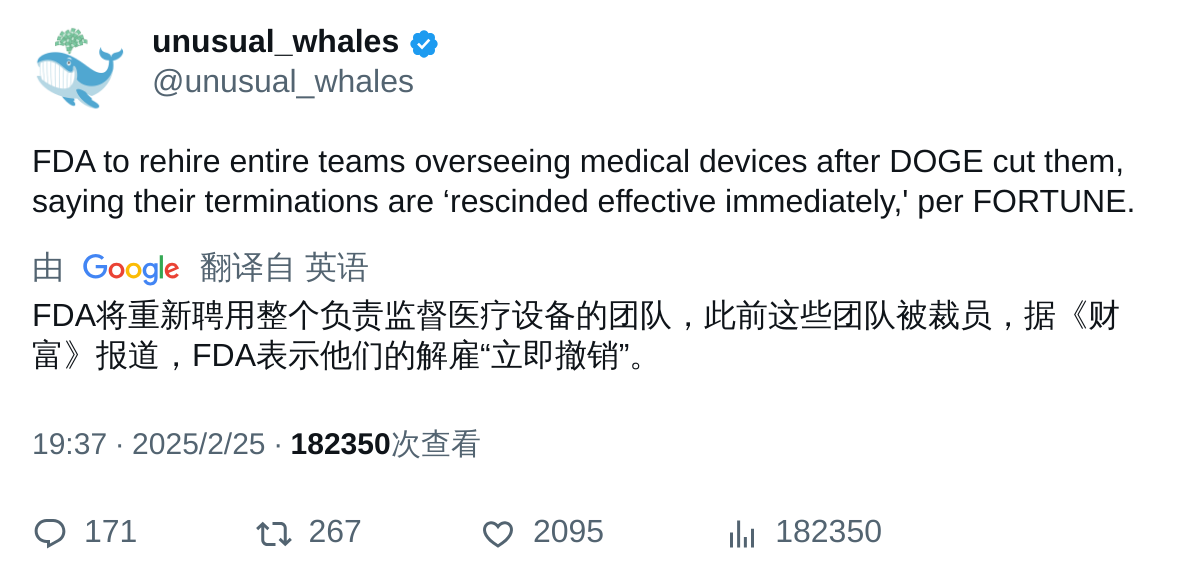 unusual_whales
@unusual_whales
FDA to rehire entire teams overseeing medical devices after DOGE cut them,
saying their terminations are ‘rescinded effective immediately,' per FORTUNE.
由 Google 翻译自 英语
FDA将重新聘用整个负责监督医疗设备的团队，此前这些团队被裁员，据《财
富》报道，FDA表示他们的解雇“立即撤销”。
19:37 · 2025/2/25 · 182350次查看
171 267 2095 182350